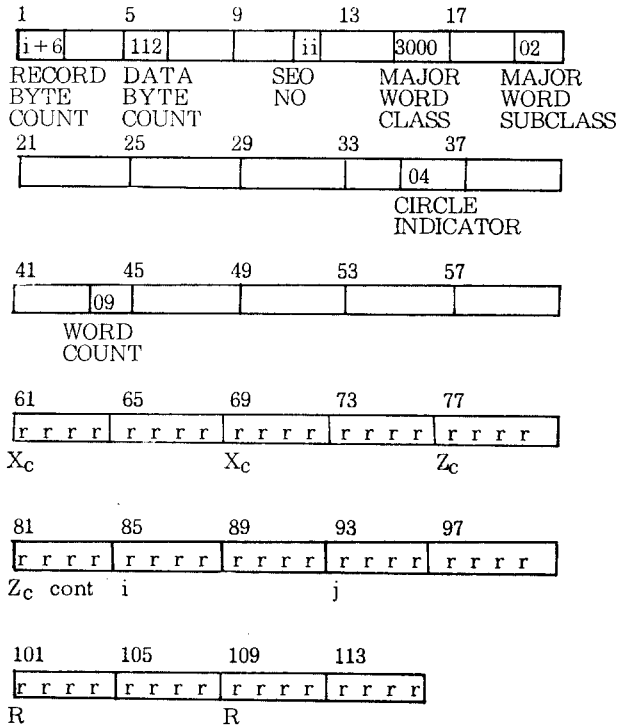 1 5 9 13 17
i+6 112 ii 3000 02
RECORD DATA SEO MAJOR MAJOR
BYTE BYTE NO WORD WORD
COUNT COUNT CLASS SUBCLASS
21 25 29 33 37
04
CIRCLE
INDICATOR
41 45 49 53 57
09
WORD
COUNT
61 65 69 73 77
r r r r r r r r r r r r r r r r r r r r
Xc Xc Zc
81 85 89 93 97
r r r r r r r r r r r r r r r r r r r r
Zc cont i j
101 105 109 113
r r r r r r r r r r r r r r r r
R R